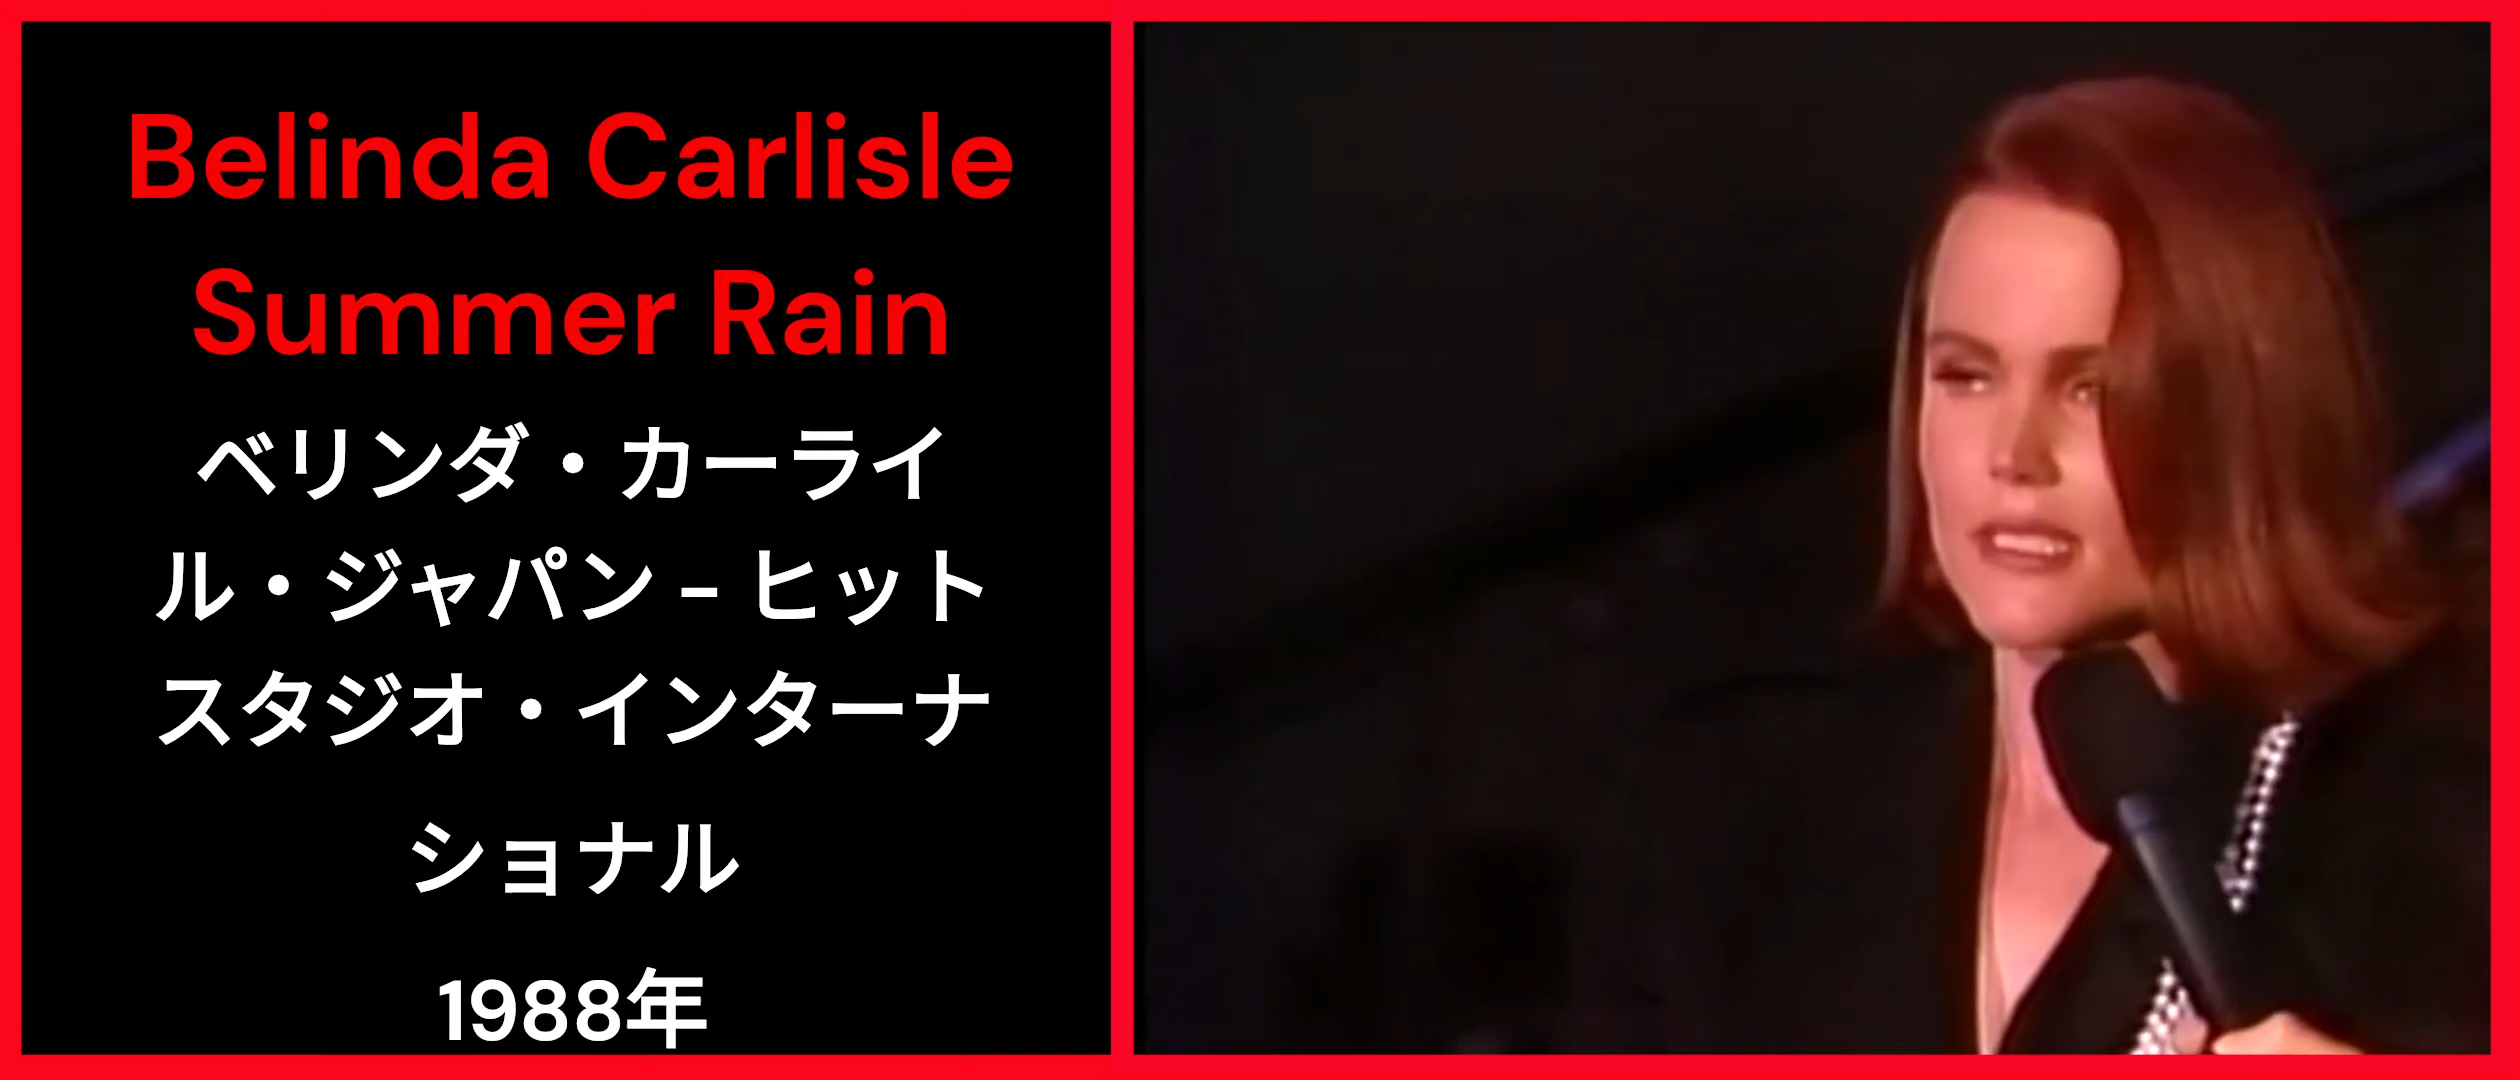 Belinda Carlisle
Summer Rain
ベリンダ・カーライ
ル・ジャパン – ヒット
スタジオ・インターナ
ショナル
1988年